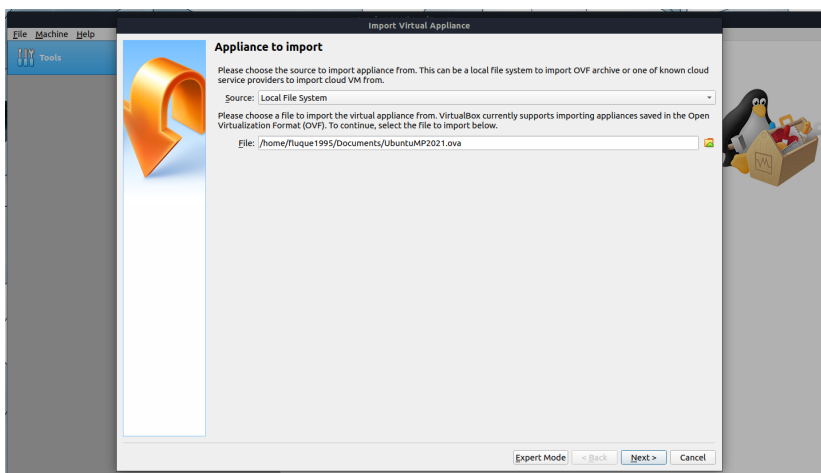 Import Virtual Appliance
File Machine Help
Tools
Appliance to import
Please choose the source to import appliance from. This can be a local file system to import OVF archive or one of known cloud
service providers to import cloud VM from.
Source: Local File System
Please choose a file to import the virtual appliance from. VirtualBox currently supports importing appliances saved in the Open
Virtualization Format (OVF). To continue, select the file to import below.
File: /home/fluque1995/Documents/UbuntuMP2021.ova
Expert Mode < Back Next > Cancel